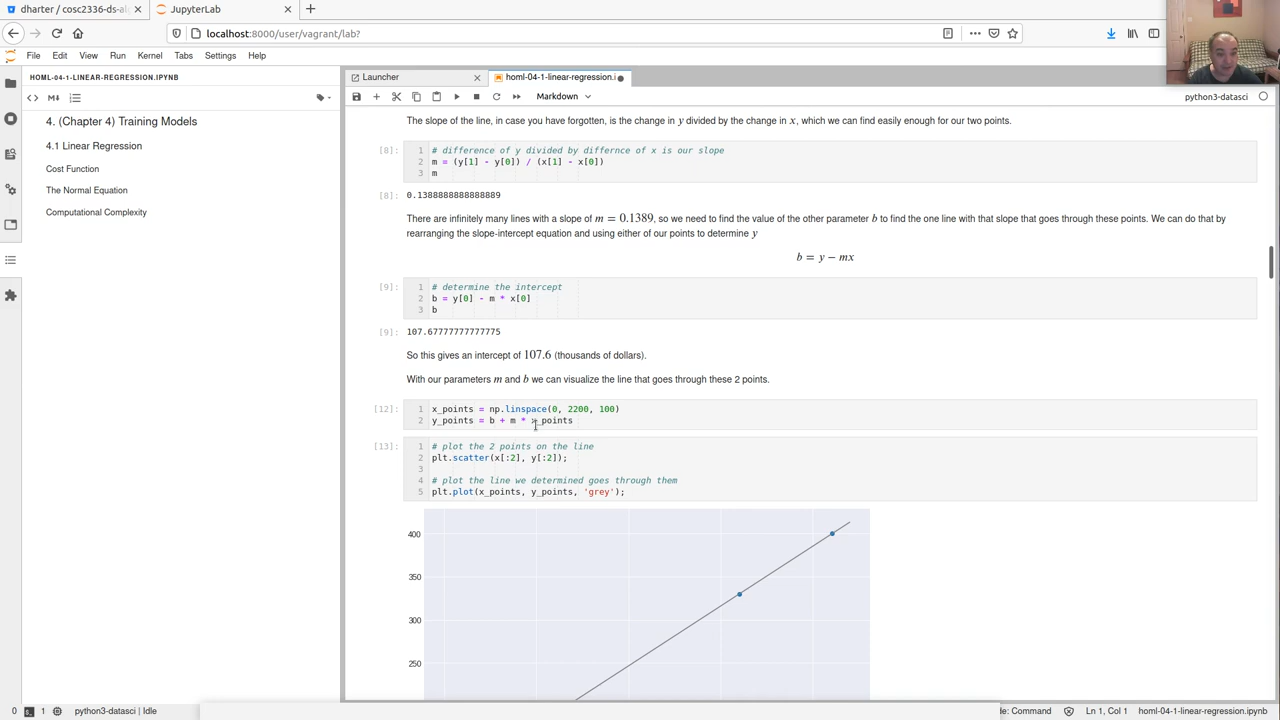 dharter / cosc2336-ds-al
JupyterLab
localhost:8000/user/vagrant/lab?
File Edit View Run Kernel Tabs Settings Help
HOML-04-1-LINEAR-REGRESSION.IPYNB
Launcher
homl-04-1-linear-regression.i
Markdown
python3-datasci
4. (Chapter 4) Training Models
4.1 Linear Regression
Cost Function
The Normal Equation
Computational Complexity
The slope of the line, in case you have forgotten, is the change in y divided by the change in x, which we can find easily enough for our two points.
[8]:
1 # difference of y divided by differnce of x is our slope
2 m = (y[1] - y[0]) / (x[1] - x[0])
3 m
[8]: 0.1388888888888889
There are infinitely many lines with a slope of m = 0.1389, so we need to find the value of the other parameter b to find the one line with that slope that goes through these points. We can do that by
rearranging the slope-intercept equation and using either of our points to determine y
b = y − mx
[9]:
1 # determine the intercept
2 b = y[0] - m * x[0]
3 b
[9]: 107.67777777777775
So this gives an intercept of 107.6 (thousands of dollars).
With our parameters m and b we can visualize the line that goes through these 2 points.
[12]:
1 x_points = np.linspace(0, 2200, 100)
2 y_points = b + m * x_points
[13]:
1 # plot the 2 points on the line
2 plt.scatter(x[:2], y[:2]);
3
4 # plot the line we determined goes through them
5 plt.plot(x_points, y_points, 'grey');
400
350
300
250
0
1
python3-datasci | Idle
de: Command
Ln 1, Col 1
homl-04-1-linear-regression.ipynb